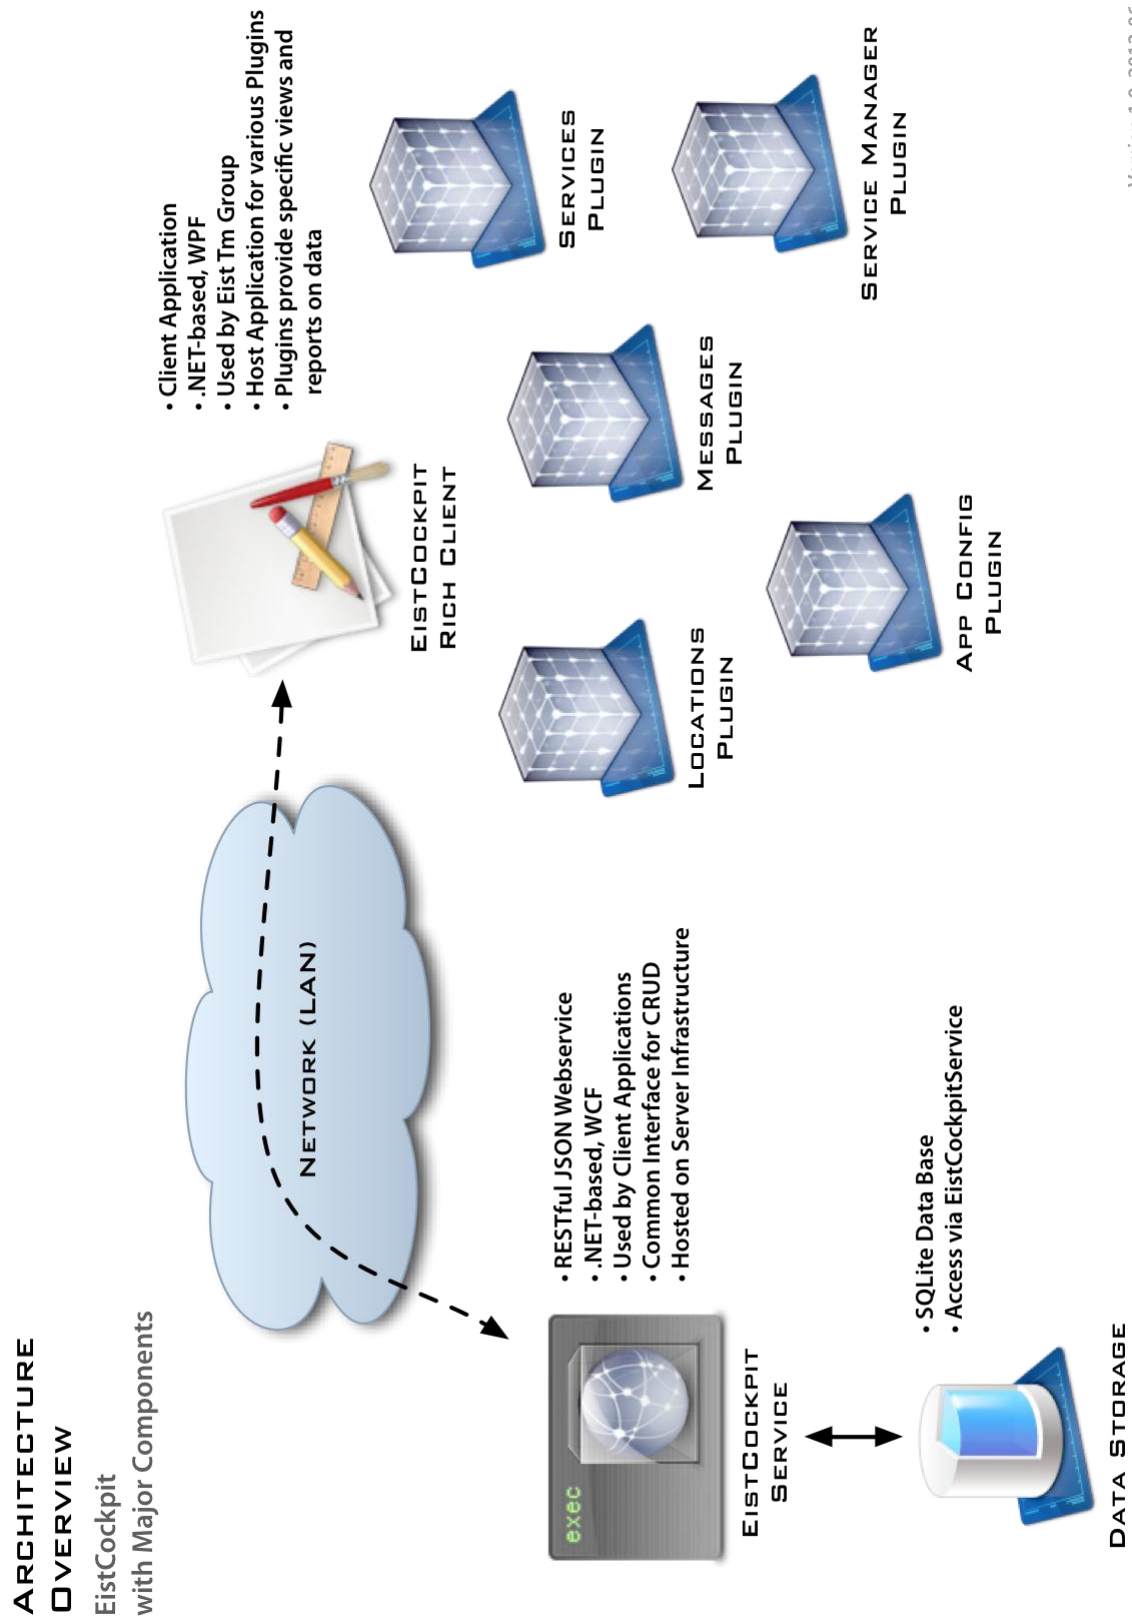 ARCHITECTURE
OVERVIEW
EistCockpit
with Major Components
NETWORK (LAN)
• Client Application
• .NET-based, WPF
• Used by Eist Tm Group
• Host Application for various Plugins
• Plugins provide specific views and
reports on data
EISTCOCKPIT
RICH CLIENT
exec
EISTCOCKPIT
SERVICE
• RESTful JSON Webservice
• .NET-based, WCF
• Used by Client Applications
• Common Interface for CRUD
• Hosted on Server Infrastructure
LOCATIONS
PLUGIN
MESSAGES
PLUGIN
SERVICES
PLUGIN
APP CONFIG
PLUGIN
SERVICE MANAGER
PLUGIN
• SQLite Data Base
• Access via EistCockpitService
DATA STORAGE